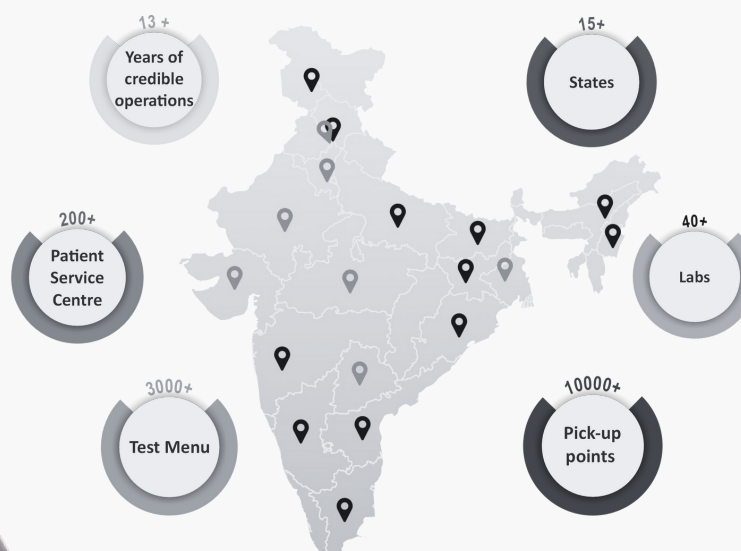 13 +
Years of
credible
operations
15+
States
200+
Patient
Service
Centre
40+
Labs
3000+
Test Menu
10000+
Pick-up
points